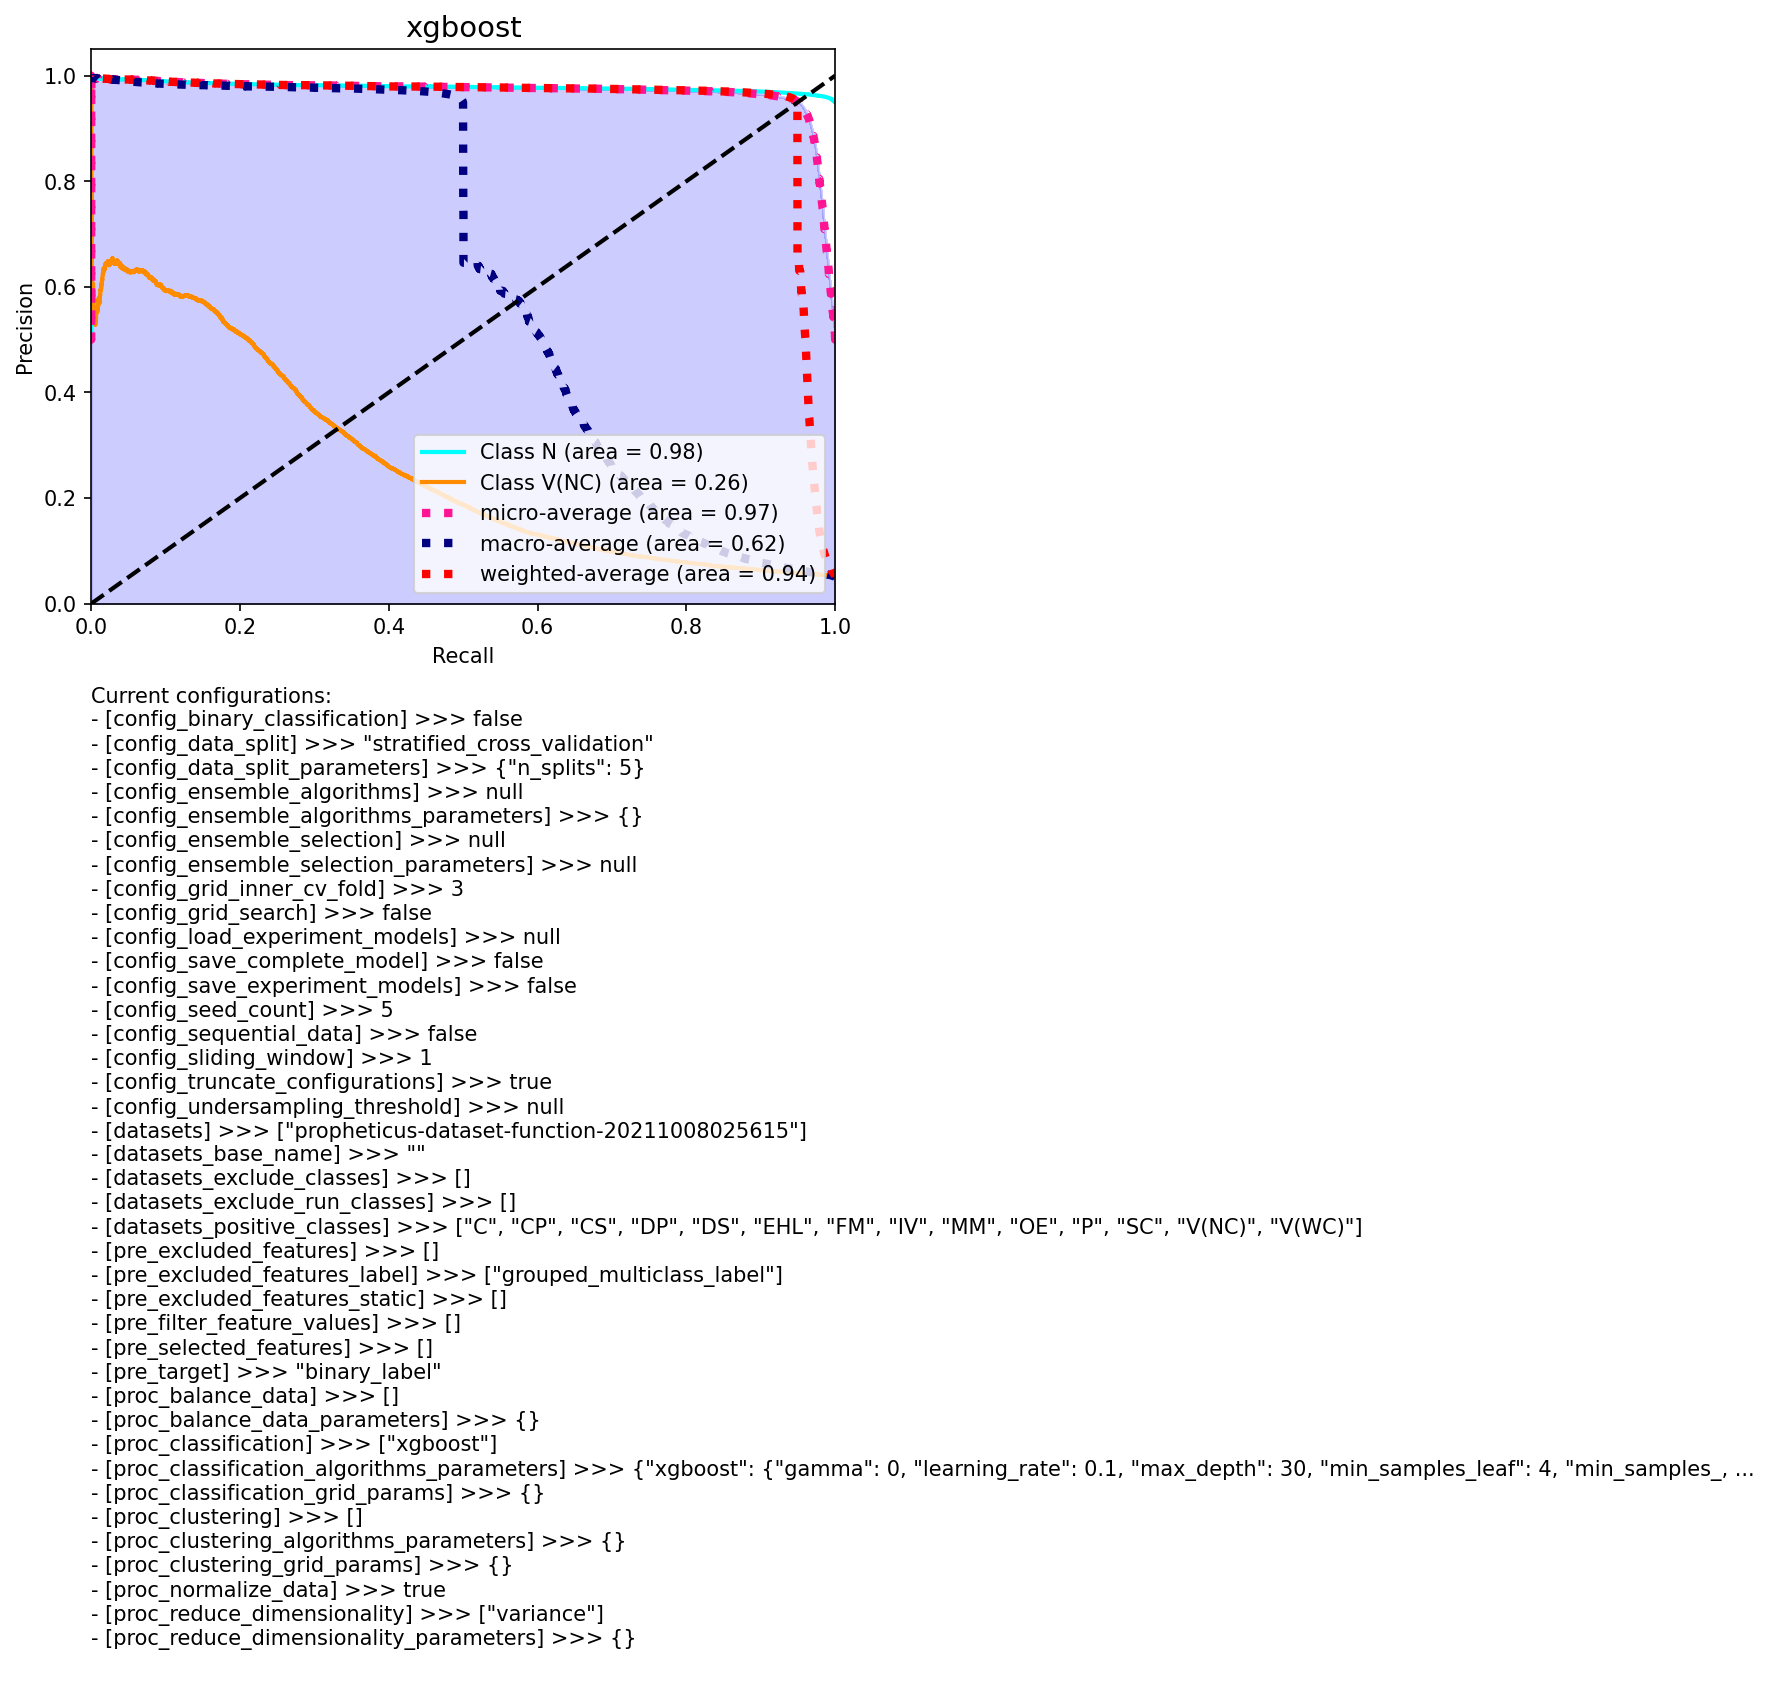 xgboost
1.0
0.8
0.6
0.4
0.2
0.0
Precision
0.0 0.2 0.4 0.6 0.8 1.0
Recall
Class N (area = 0.98)
Class V(NC) (area = 0.26)
micro-average (area = 0.97)
macro-average (area = 0.62)
weighted-average (area = 0.94)
Current configurations:
- [config_binary_classification] >>> false
- [config_data_split] >>> "stratified_cross_validation"
- [config_data_split_parameters] >>> {"n_splits": 5}
- [config_ensemble_algorithms] >>> null
- [config_ensemble_algorithms_parameters] >>> {}
- [config_ensemble_selection] >>> null
- [config_ensemble_selection_parameters] >>> null
- [config_grid_inner_cv_fold] >>> 3
- [config_grid_search] >>> false
- [config_load_experiment_models] >>> null
- [config_save_complete_model] >>> false
- [config_save_experiment_models] >>> false
- [config_seed_count] >>> 5
- [config_sequential_data] >>> false
- [config_sliding_window] >>> 1
- [config_truncate_configurations] >>> true
- [config_undersampling_threshold] >>> null
- [datasets] >>> ["propheticus-dataset-function-20211008025615"]
- [datasets_base_name] >>> ""
- [datasets_exclude_classes] >>> []
- [datasets_exclude_run_classes] >>> []
- [datasets_positive_classes] >>> ["C", "CP", "CS", "DP", "DS", "EHL", "FM", "IV", "MM", "OE", "P", "SC", "V(NC)", "V(WC)"]
- [pre_excluded_features] >>> []
- [pre_excluded_features_label] >>> ["grouped_multiclass_label"]
- [pre_excluded_features_static] >>> []
- [pre_filter_feature_values] >>> []
- [pre_selected_features] >>> []
- [pre_target] >>> "binary_label"
- [proc_balance_data] >>> []
- [proc_balance_data_parameters] >>> {}
- [proc_classification] >>> ["xgboost"]
- [proc_classification_algorithms_parameters] >>> {"xgboost": {"gamma": 0, "learning_rate": 0.1, "max_depth": 30, "min_samples_leaf": 4, "min_samples_, ...
- [proc_classification_grid_params] >>> {}
- [proc_clustering] >>> []
- [proc_clustering_algorithms_parameters] >>> {}
- [proc_clustering_grid_params] >>> {}
- [proc_normalize_data] >>> true
- [proc_reduce_dimensionality] >>> ["variance"]
- [proc_reduce_dimensionality_parameters] >>> {}